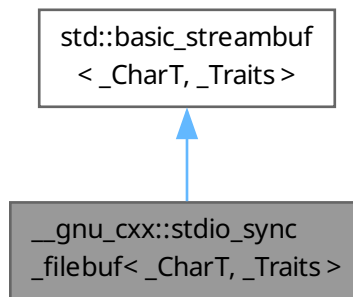 std::basic_streambuf
< _CharT, _Traits >
__gnu_cxx::stdio_sync
_filebuf< _CharT, _Traits >